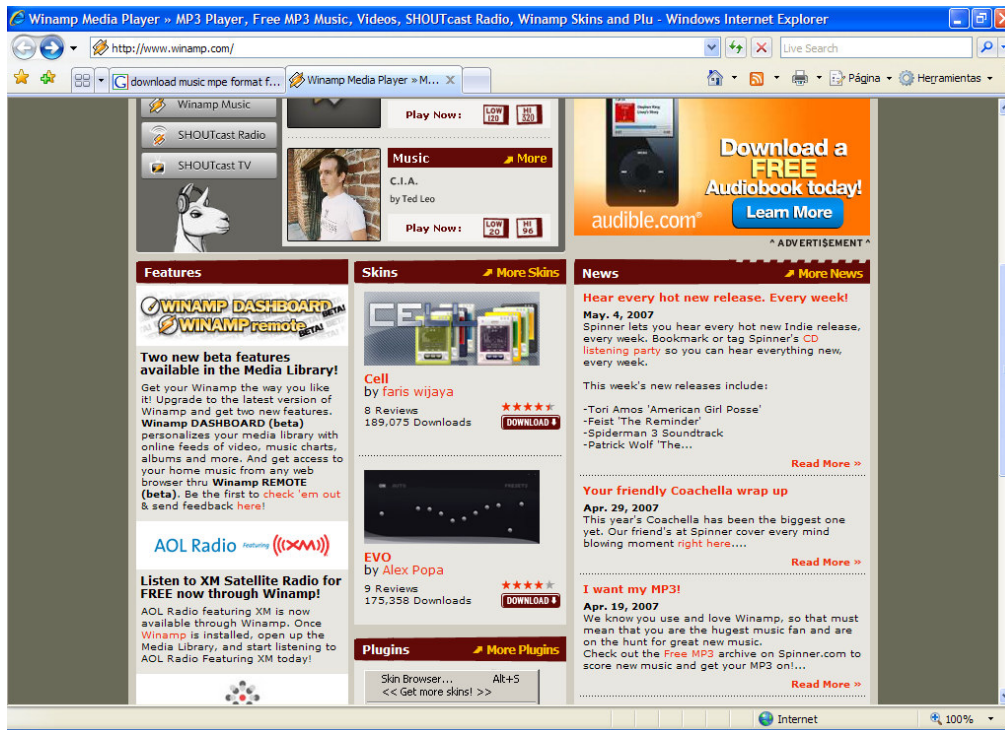 Winamp Media Player » MP3 Player, Free MP3 Music, Videos, SHOUTcast Radio, Winamp Skins and Plu - Windows Internet Explorer
http://www.winamp.com/
Live Search
download music mpe format f...
Winamp Media Player » M...
Página
Herramientas
Winamp Music
SHOUTcast Radio
SHOUTcast TV
Play Now:
LOW 120
HI 320
Music
More
C.I.A.
by Ted Leo
Play Now:
LOW 20
HI 96
Download a
FREE
Audiobook today!
audible.com®
Learn More
^ ADVERTI$EMENT ^
Features
WINAMP DASHBOARD BETA!
WINAMP remote BETA!
Two new beta features
available in the Media Library!
Get your Winamp the way you like
it! Upgrade to the latest version of
Winamp and get two new features.
Winamp DASHBOARD (beta)
personalizes your media library with
online feeds of video, music charts,
albums and more. And get access to
your home music from any web
browser thru Winamp REMOTE
(beta). Be the first to check 'em out
& send feedback here!
AOL Radio Featuring ((XM))
Listen to XM Satellite Radio for
FREE now through Winamp!
AOL Radio featuring XM is now
available through Winamp. Once
Winamp is installed, open up the
Media Library, and start listening to
AOL Radio Featuring XM today!
Skins
More Skins
CELL
Cell
by faris wijaya
8 Reviews
189,075 Downloads
DOWNLOAD
AUTO
PRESETS
EVO
by Alex Popa
9 Reviews
175,358 Downloads
DOWNLOAD
Plugins
More Plugins
Skin Browser... Alt+S
<< Get more skins! >>
News
More News
Hear every hot new release. Every week!
May. 4, 2007
Spinner lets you hear every hot new Indie release,
every week. Bookmark or tag Spinner's CD
listening party so you can hear everything new,
every week.
This week's new releases include:
-Tori Amos 'American Girl Posse'
-Feist 'The Reminder'
-Spiderman 3 Soundtrack
-Patrick Wolf 'The...
Read More »
Your friendly Coachella wrap up
Apr. 29, 2007
This year's Coachella has been the biggest one
yet. Our friend's at Spinner cover every mind
blowing moment right here....
Read More »
I want my MP3!
Apr. 19, 2007
We know you use and love Winamp, so that must
mean that you are the hugest music fan and are
on the hunt for great new music.
Check out the Free MP3 archive on Spinner.com to
score new music and get your MP3 on!...
Read More »
Internet
100%